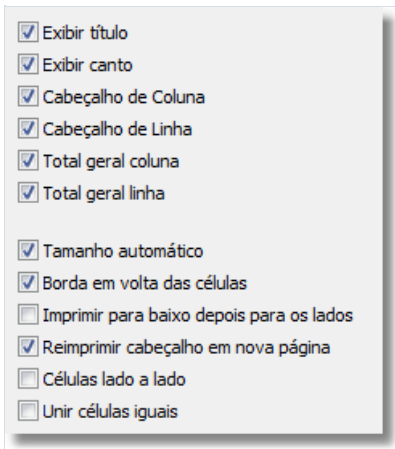 Exibir título
Exibir canto
Cabeçalho de Coluna
Cabeçalho de Linha
Total geral coluna
Total geral linha
Tamanho automático
Borda em volta das células
Imprimir para baixo depois para os lados
Reimprimir cabeçalho em nova página
Células lado a lado
Unir células iguais